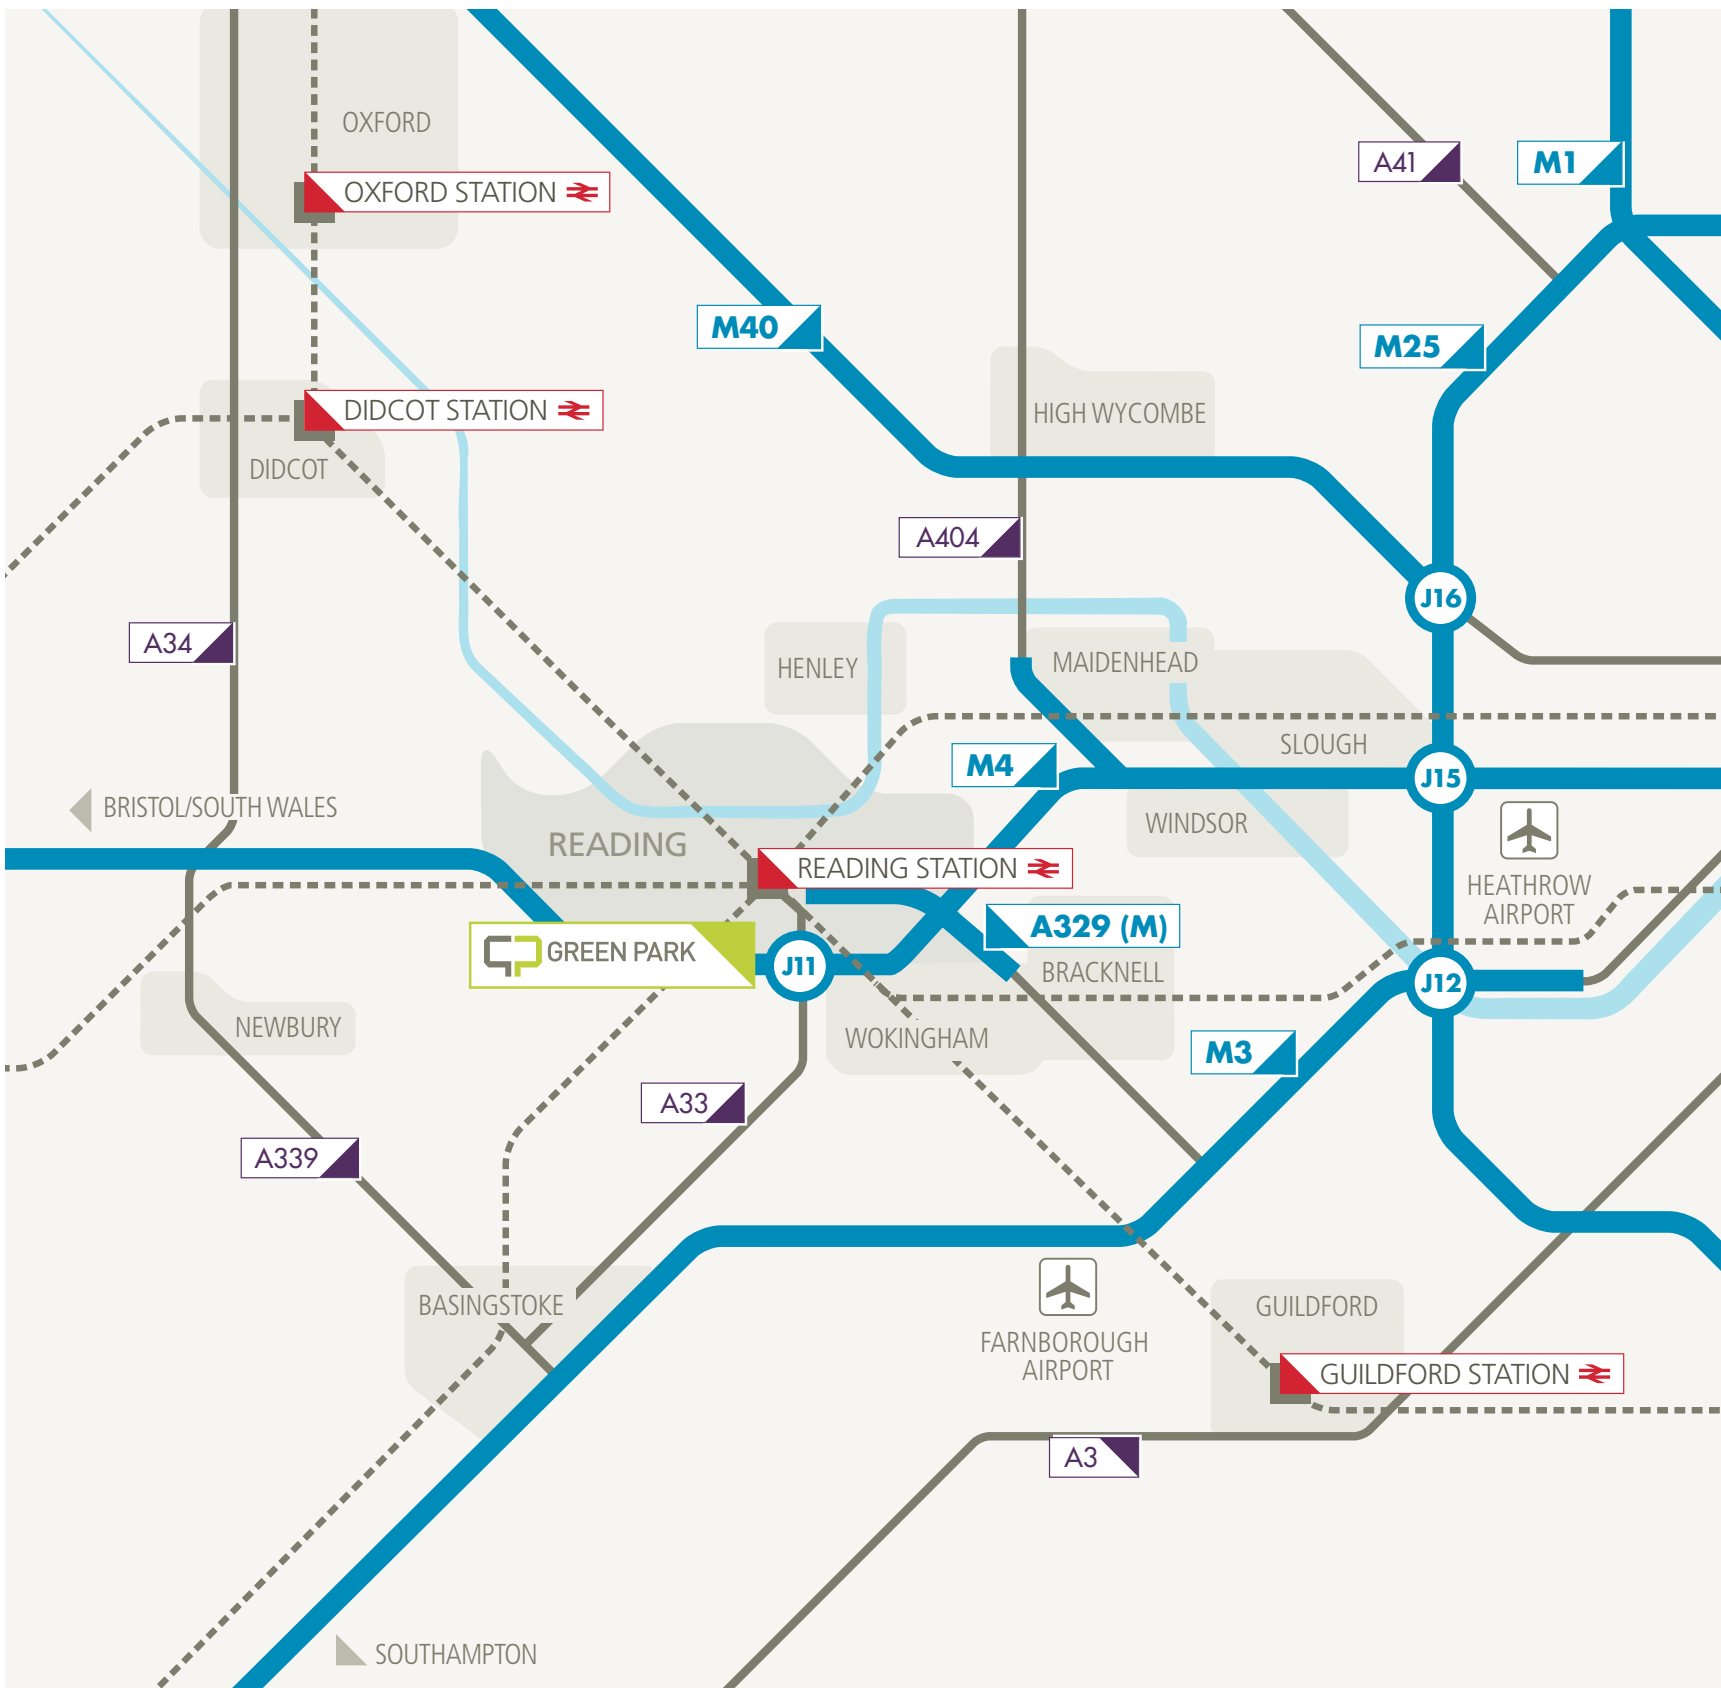 OXFORD
A41
M1
OXFORD STATION
M40
M25
DIDCOT STATION
HIGH WYCOMBE
DIDCOT
A404
J16
A34
HENLEY
MAIDENHEAD
SLOUGH
M4
J15
BRISTOL/SOUTH WALES
WINDSOR
READING
READING STATION
HEATHROW
AIRPORT
A329 (M)
GREEN PARK
J11
BRACKNELL
J12
NEWBURY
WOKINGHAM
M3
A33
A339
BASINGSTOKE
GUILDFORD
FARNBOROUGH
AIRPORT
GUILDFORD STATION
A3
SOUTHAMPTON